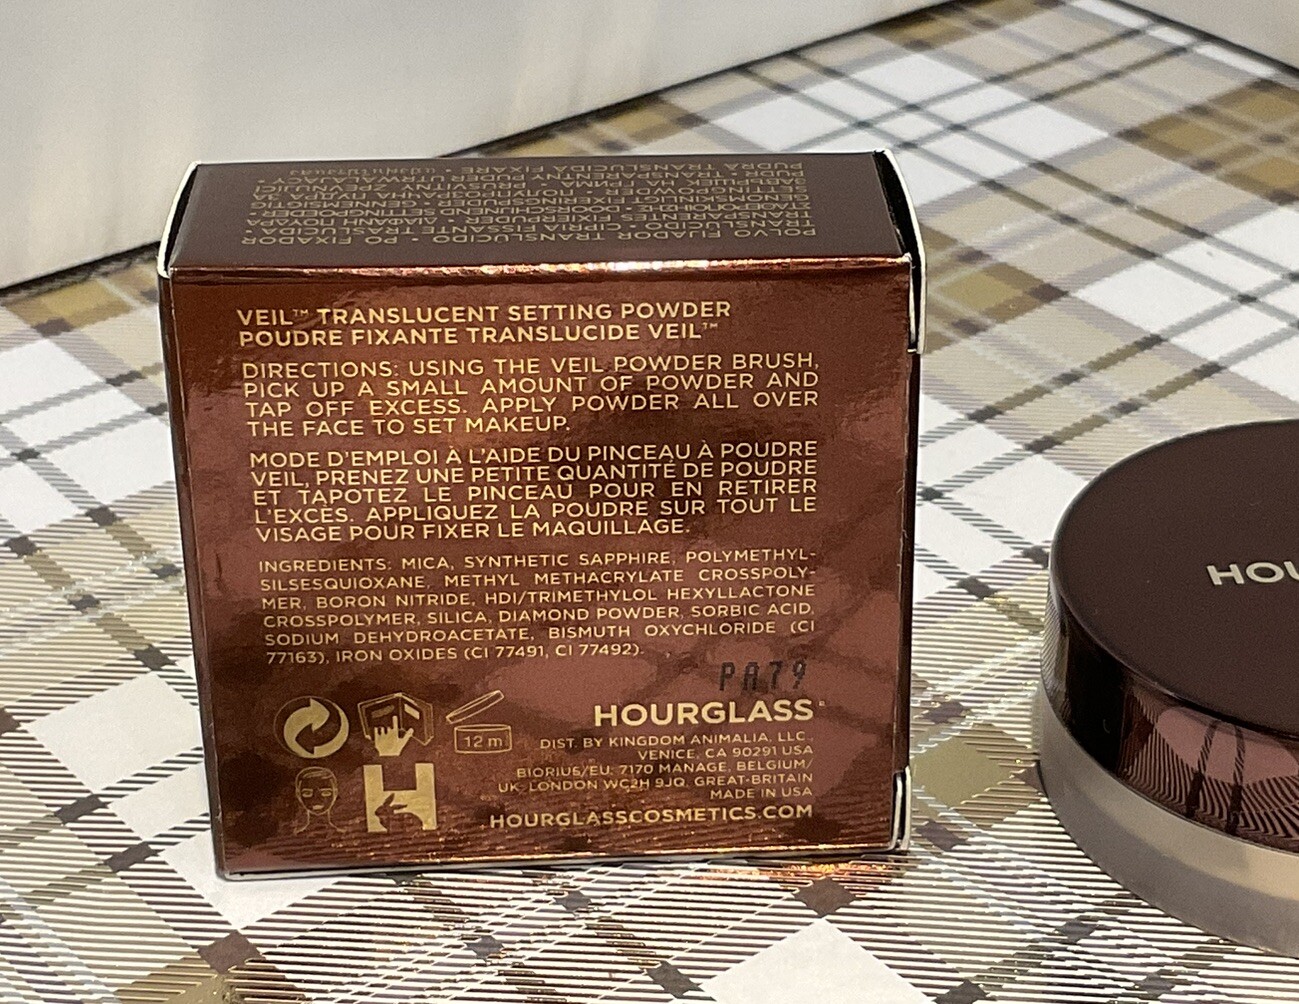 POLVO FIJADOR TRANSLUCIDO • PO FIXADOR
VEIL™ TRANSLUCENT SETTING POWDER
POUDRE FIXANTE TRANSLUCIDE VEIL™
DIRECTIONS: USING THE VEIL POWDER BRUSH,
PICK UP A SMALL AMOUNT OF POWDER AND
TAP OFF EXCESS. APPLY POWDER ALL OVER
THE FACE TO SET MAKEUP.
MODE D'EMPLOI À L'AIDE DU PINCEAU À POUDRE
VEIL, PRENEZ UNE PETITE QUANTITÉ DE POUDRE
ET TAPOTEZ LE PINCEAU POUR EN RETIRER
L'EXCÈS. APPLIQUEZ LA POUDRE SUR TOUT LE
VISAGE POUR FIXER LE MAQUILLAGE.
INGREDIENTS: MICA, SYNTHETIC SAPPHIRE, POLYMETHYL-
SILSESQUIOXANE, METHYL METHACRYLATE CROSSPOLY-
MER, BORON NITRIDE, HDI/TRIMETHYLOL HEXYLLACTONE
CROSSPOLYMER, SILICA, DIAMOND POWDER, SORBIC ACID,
SODIUM DEHYDROACETATE, BISMUTH OXYCHLORIDE (CI
77163), IRON OXIDES (CI 77491, CI 77492).
PA79
HOURGLASS®
12 m
DIST. BY KINGDOM ANIMALIA, LLC.
VENICE, CA 90291 USA
BIORIUS/EU: 7170 MANAGE, BELGIUM/
UK: LONDON WC2H 9JQ, GREAT-BRITAIN
MADE IN USA
HOURGLASSCOSMETICS.COM
H
HOU